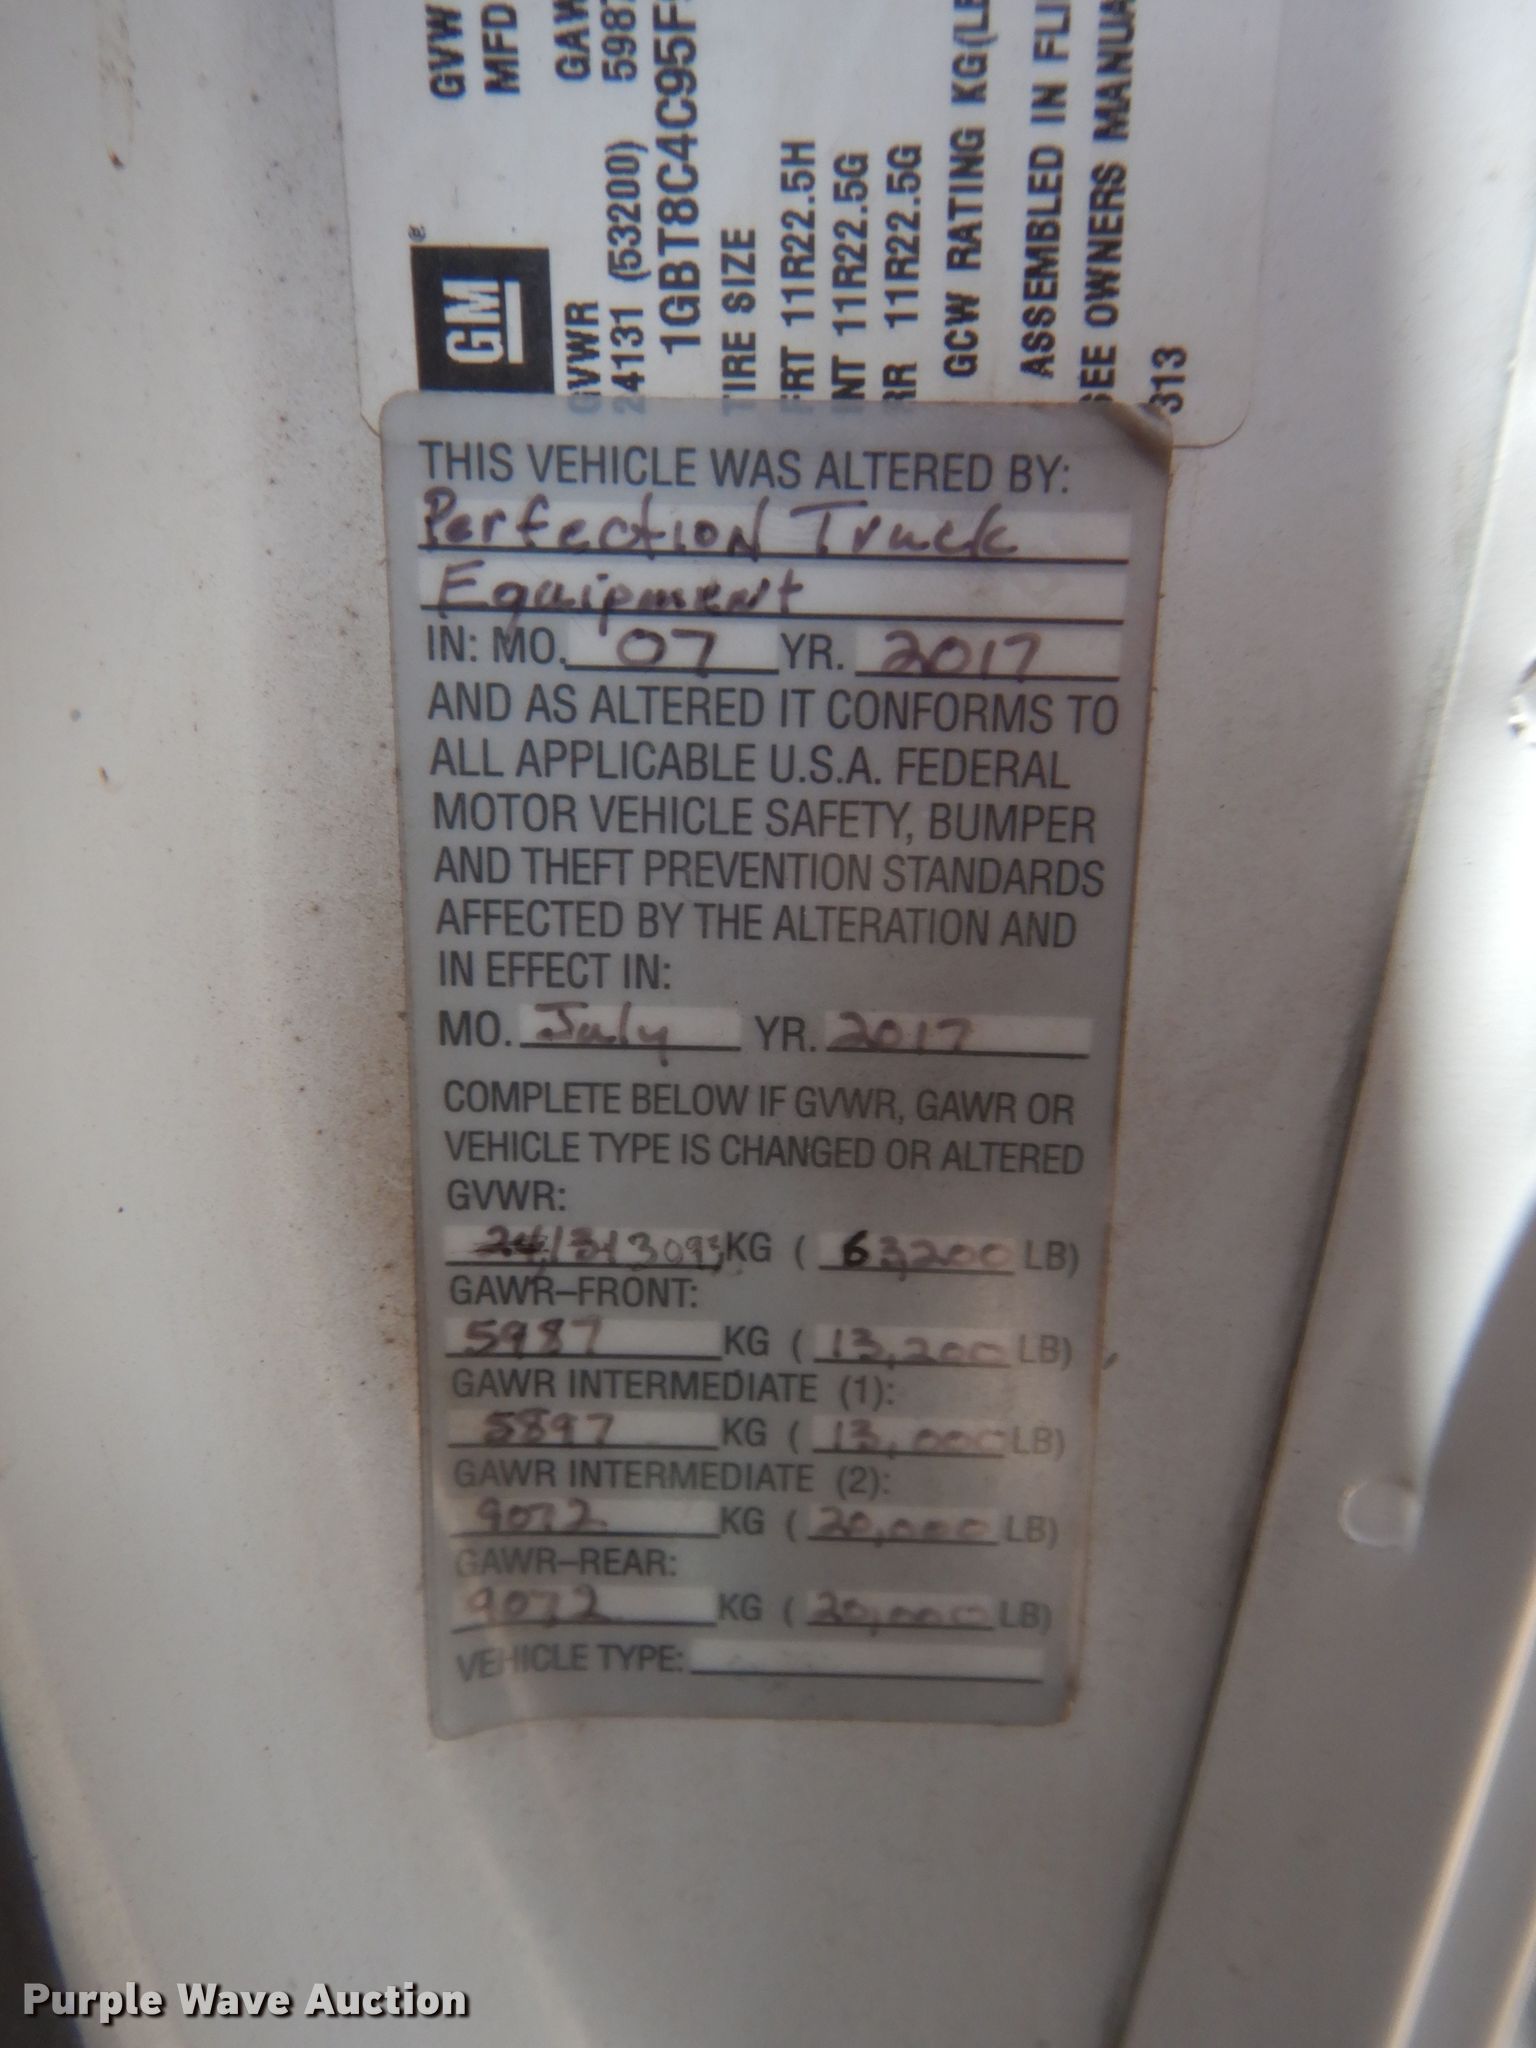 GVW
MFD
GM
®
GVWR GAW
24131 (53200) 5987
1GBT8C4C95F
TIRE SIZE
FRT 11R22.5H
INT 11R22.5G
RR 11R22.5G
GCW RATING KG(LB
ASSEMBLED IN FLI
SEE OWNERS MANUA
313
THIS VEHICLE WAS ALTERED BY:
Perfection Truck
Equipment
IN: MO. 07 YR. 2017
AND AS ALTERED IT CONFORMS TO
ALL APPLICABLE U.S.A. FEDERAL
MOTOR VEHICLE SAFETY, BUMPER
AND THEFT PREVENTION STANDARDS
AFFECTED BY THE ALTERATION AND
IN EFFECT IN:
MO. July YR. 2017
COMPLETE BELOW IF GVWR, GAWR OR
VEHICLE TYPE IS CHANGED OR ALTERED
GVWR:
KG ( 63,200 LB)
GAWR–FRONT:
5987 KG ( 13,200 LB)
GAWR INTERMEDIATE (1):
5897 KG ( 13,000 LB)
GAWR INTERMEDIATE (2):
9072 KG ( 20,000 LB)
GAWR–REAR:
9072 KG ( 20,000 LB)
VEHICLE TYPE:
Purple Wave Auction